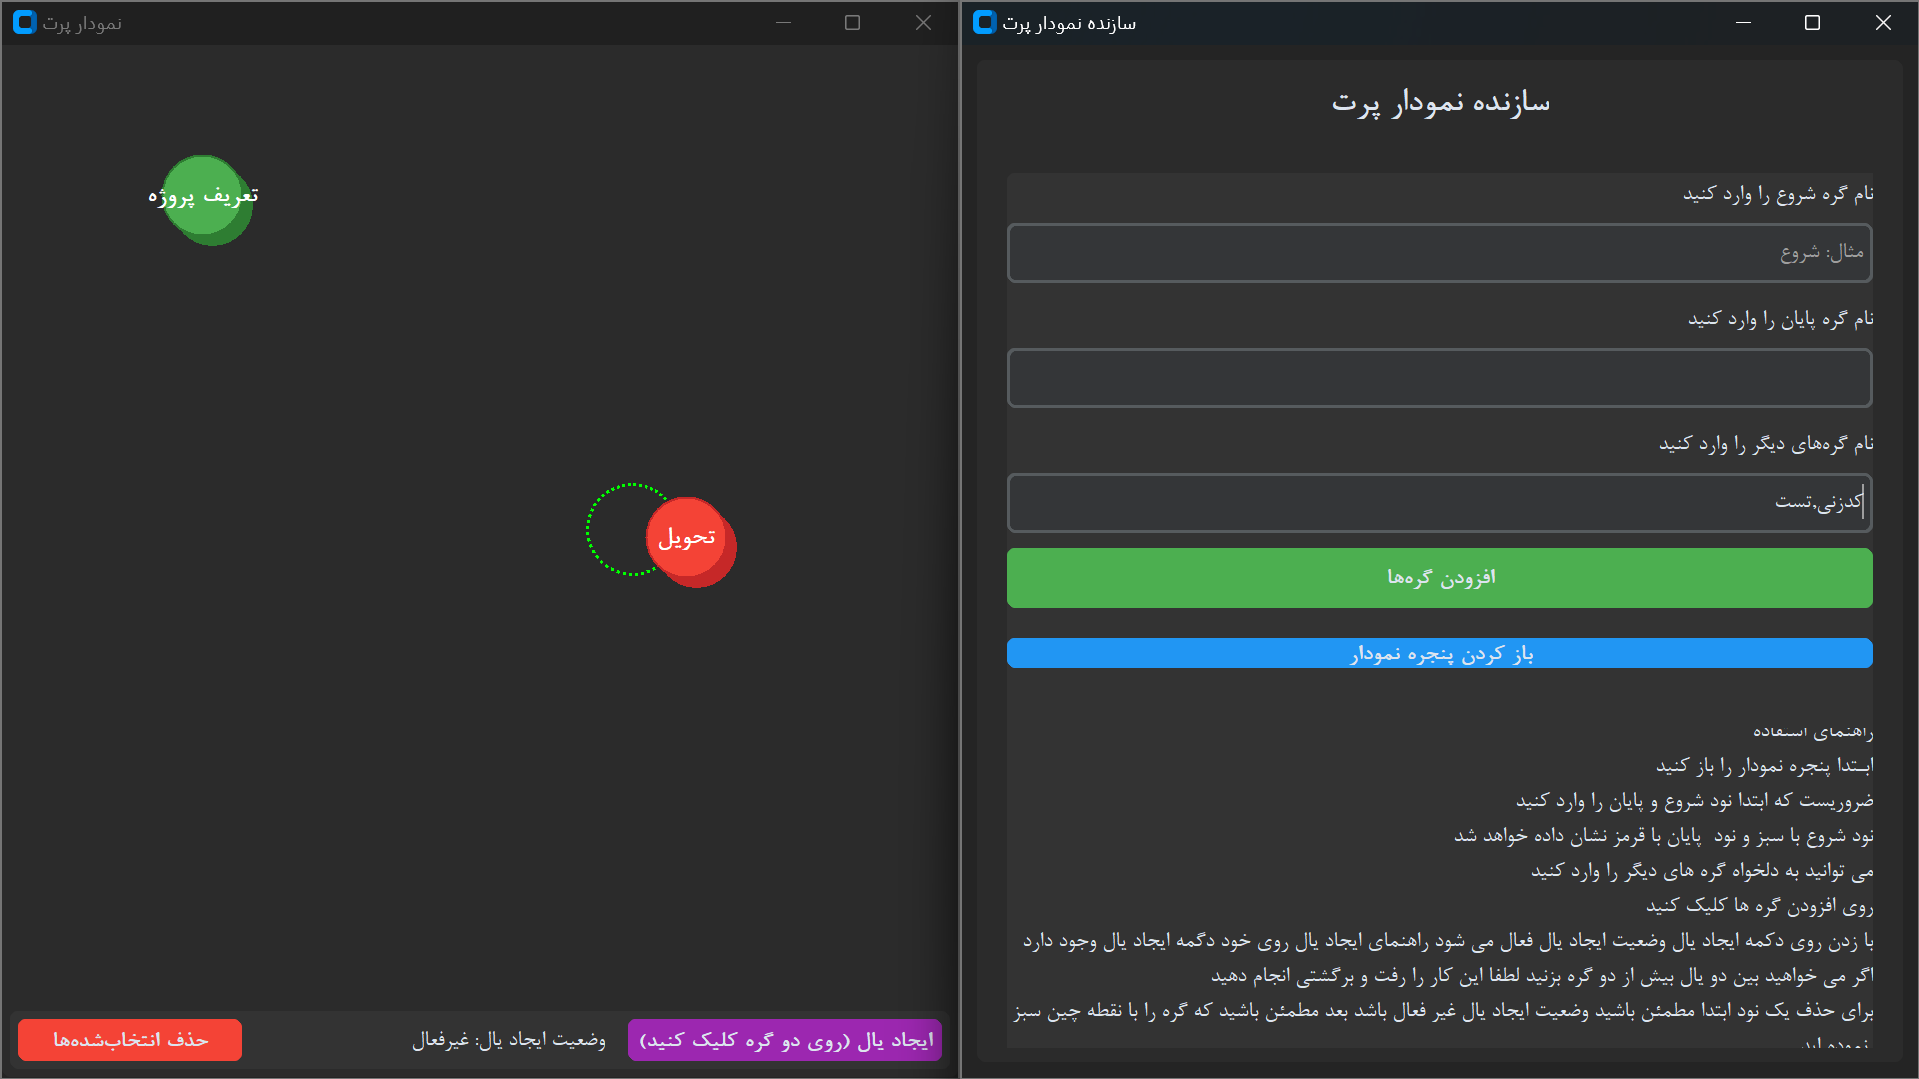 نمودار پرت
تعریف پروژه
تحویل
ایجاد یال (روی دو گره کلیک کنید)
وضعیت ایجاد یال: غیرفعال
حذف انتخاب‌شده‌ها
سازنده نمودار پرت
سازنده نمودار پرت
نام گره شروع را وارد کنید
مثال: شروع
نام گره پایان را وارد کنید
نام گره‌های دیگر را وارد کنید
کدزنی,تست
افزودن گره‌ها
باز کردن پنجره نمودار
راهنمای استفاده
ابتدا پنجره نمودار را باز کنید
ضروریست که ابتدا نود شروع و پایان را وارد کنید
نود شروع با سبز و نود پایان با قرمز نشان داده خواهد شد
می توانید به دلخواه گره های دیگر را وارد کنید
روی افزودن گره ها کلیک کنید
با زدن روی دکمه ایجاد یال وضعیت ایجاد یال فعال می شود راهنمای ایجاد یال روی خود دگمه ایجاد یال وجود دارد
اگر می خواهید بین دو یال بیش از دو گره بزنید لطفا این کار را رفت و برگشتی انجام دهید
برای حذف یک نود ابتدا مطمئن باشید وضعیت ایجاد یال غیر فعال باشد بعد مطمئن باشید که گره را با نقطه چین سبز
نموده اید